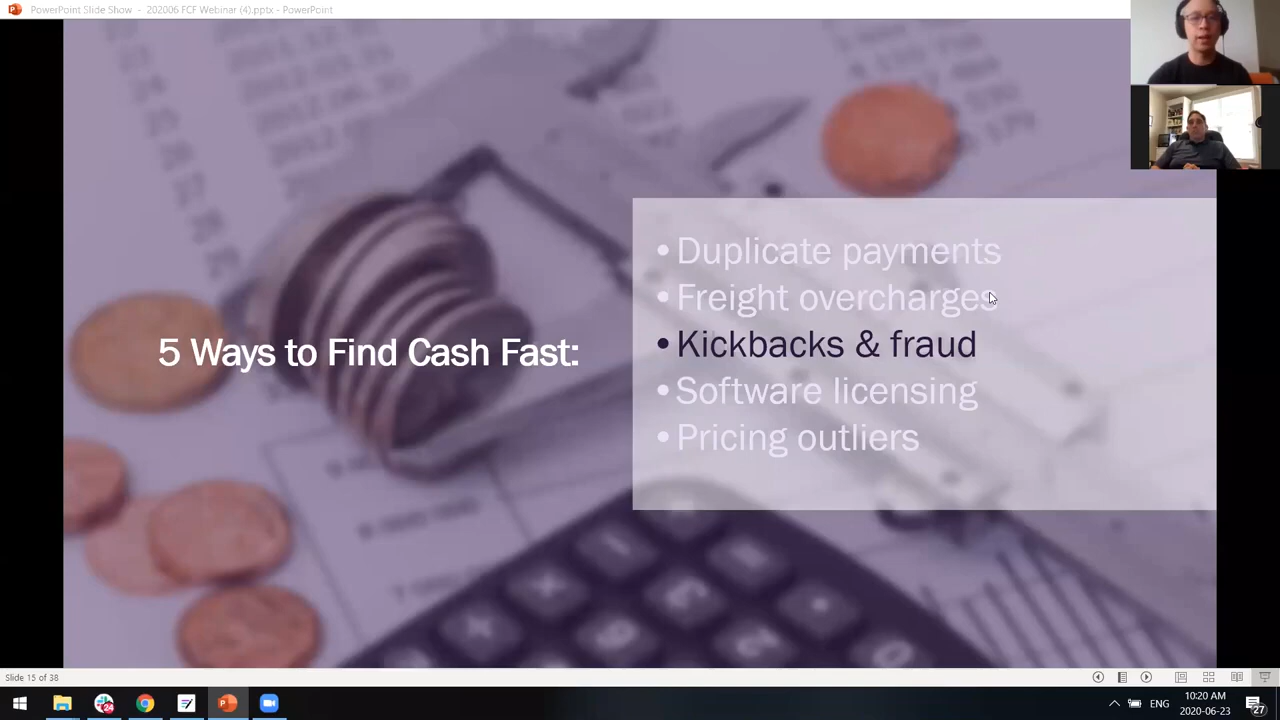 PowerPoint Slide Show - 202006 FCF Webinar (4).pptx - PowerPoint
5 Ways to Find Cash Fast:
• Duplicate payments
• Freight overcharges
• Kickbacks & fraud
• Software licensing
• Pricing outliers
Slide 15 of 38
24
ENG
10:20 AM
2020-06-23
27